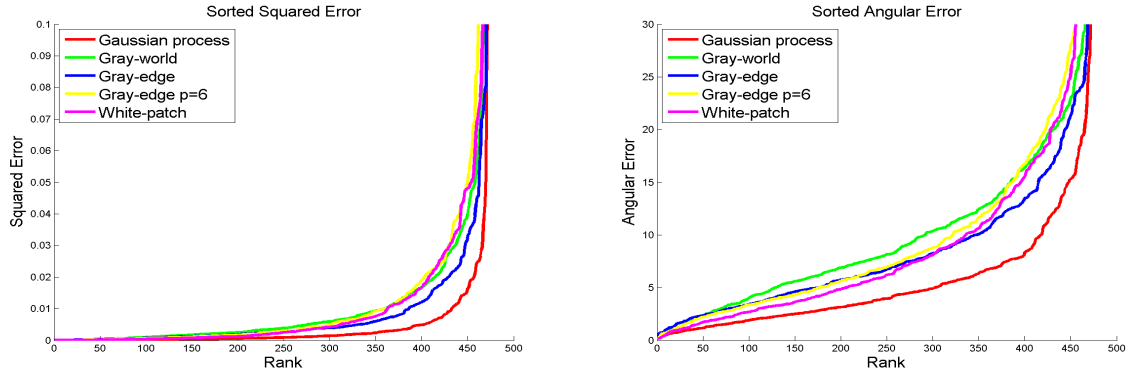 Sorted Squared Error
0.1
0.09
0.08
0.07
0.06
0.05
0.04
0.03
0.02
0.01
0
Squared Error
Gaussian process
Gray-world
Gray-edge
Gray-edge p=6
White-patch
0 50 100 150 200 250 300 350 400 450 500
Rank
Sorted Angular Error
30
25
20
15
10
5
0
Angular Error
Gaussian process
Gray-world
Gray-edge
Gray-edge p=6
White-patch
0 50 100 150 200 250 300 350 400 450 500
Rank